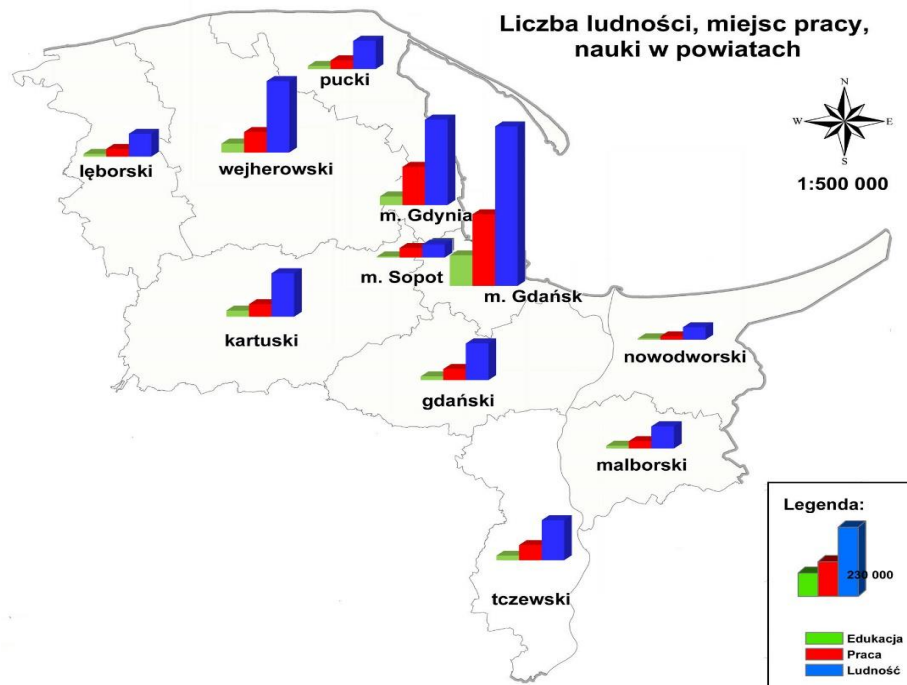 Liczba ludności, miejsc pracy,
nauki w powiatach
N
W E
S
1:500 000
pucki
lęborski
wejherowski
m. Gdynia
m. Sopot
m. Gdańsk
kartuski
nowodworski
gdański
malborski
tczewski
Legenda:
230 000
Edukacja
Praca
Ludność